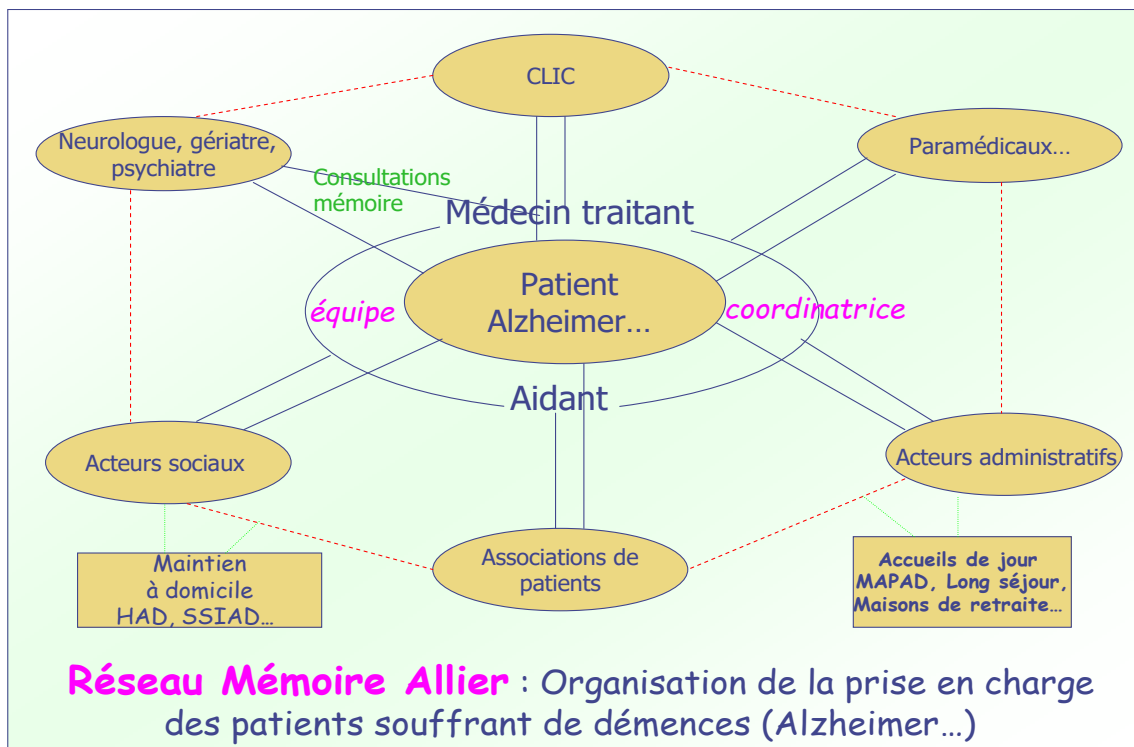 CLIC
Neurologue, gériatre,
psychiatre
Paramédicaux…
Consultations
mémoire
Médecin traitant
Patient
Alzheimer…
équipe
coordinatrice
Aidant
Acteurs sociaux
Acteurs administratifs
Associations de
patients
Maintien
à domicile
HAD, SSIAD…
Accueils de jour
MAPAD, Long séjour,
Maisons de retraite…
Réseau Mémoire Allier : Organisation de la prise en charge
des patients souffrant de démences (Alzheimer…)